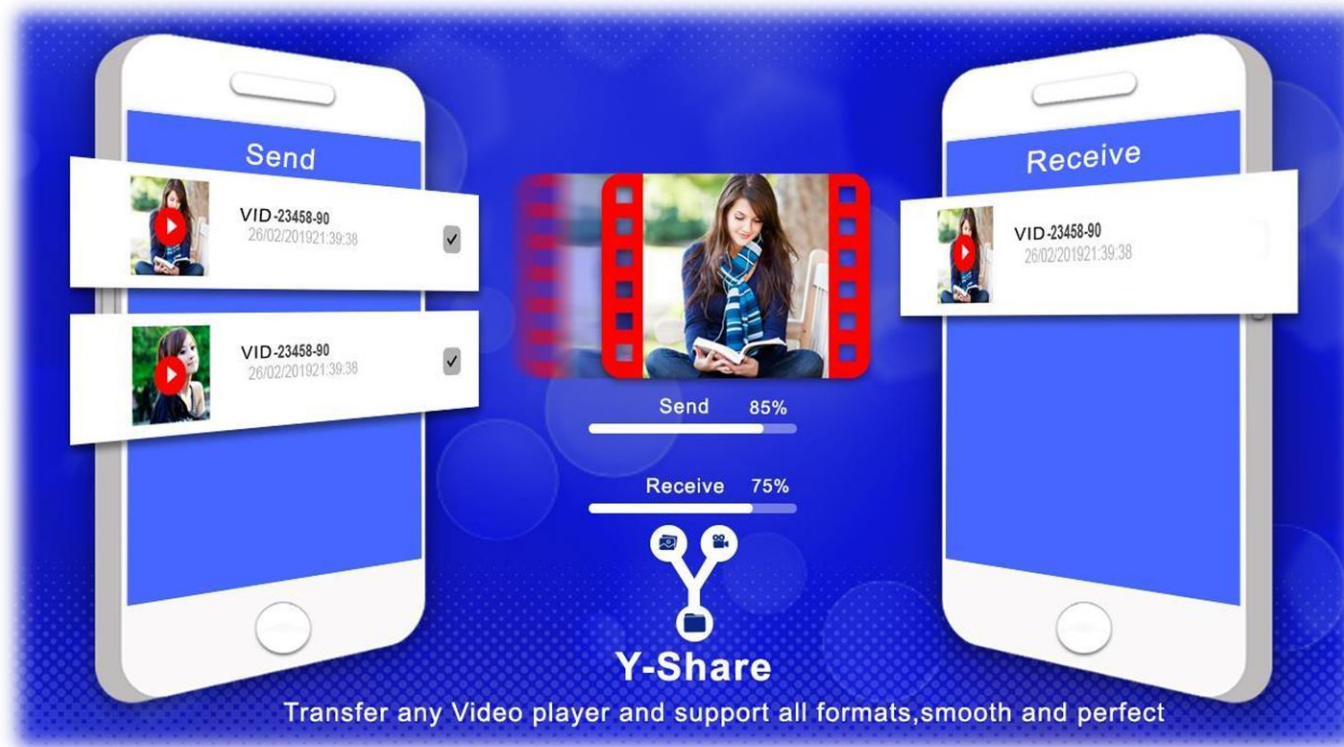 Send
VID-23458-90
26/02/201921:39:38
VID-23458-90
26/02/201921:39:38
Send 85%
Receive 75%
Y-Share
Receive
VID-23458-90
26/02/201921:39:38
Transfer any Video player and support all formats,smooth and perfect